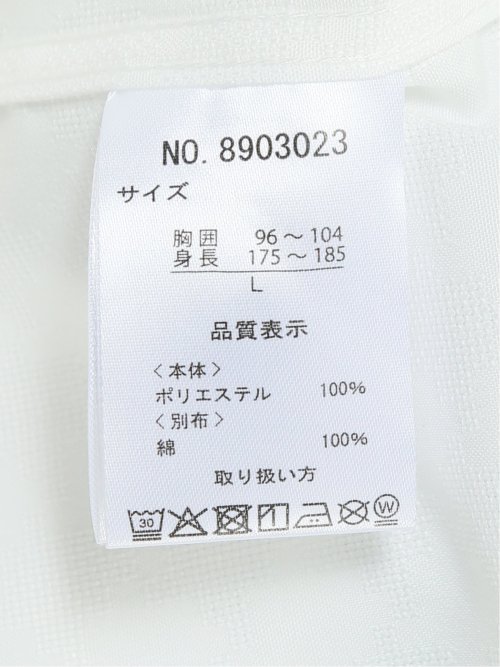 NO. 8903023
サイズ
胸囲 96～104
身長 175～185
L
品質表示
〈本体〉
ポリエステル 100%
〈別布〉
綿 100%
取り扱い方
30 W